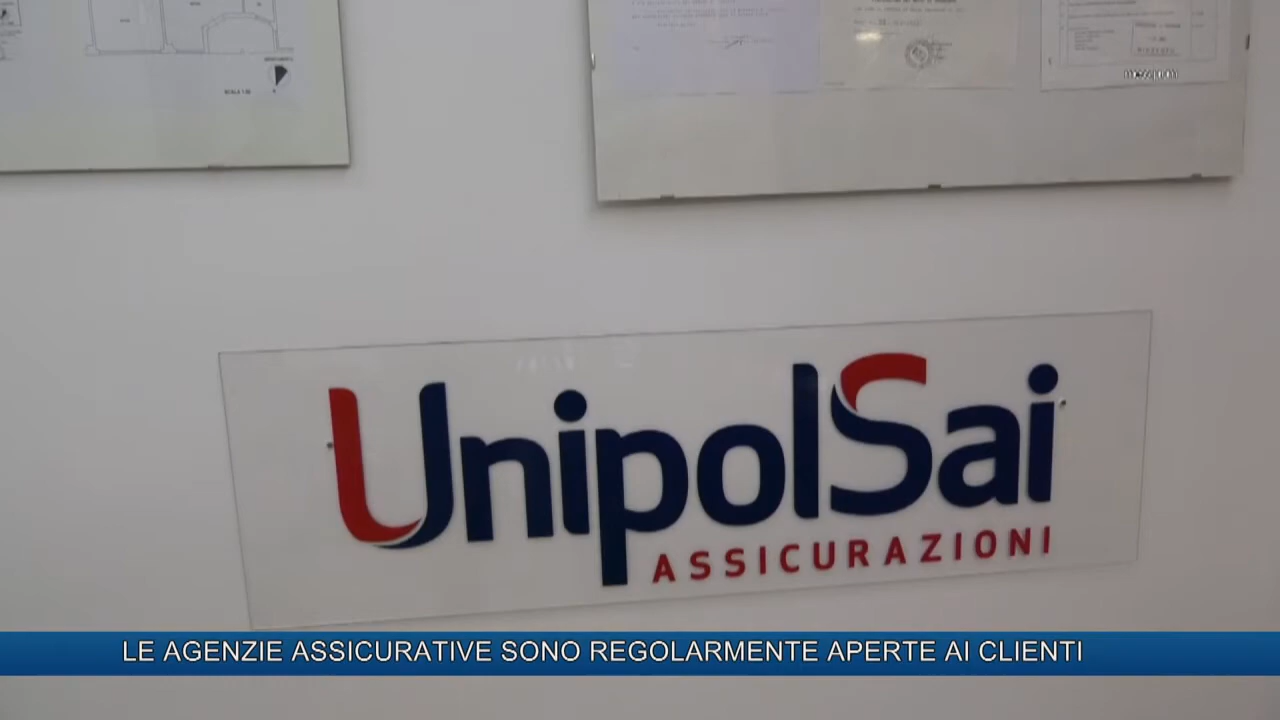 UnipolSai
ASSICURAZIONI
LE AGENZIE ASSICURATIVE SONO REGOLARMENTE APERTE AI CLIENTI